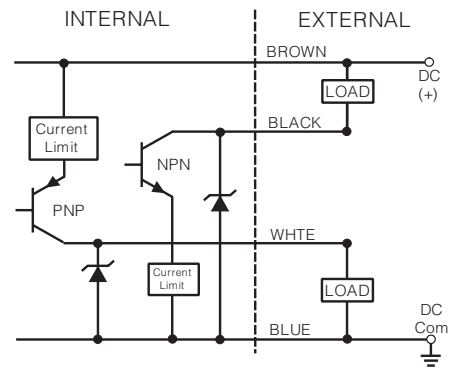 INTERNAL
EXTERNAL
BROWN
DC
(+)
LOAD
BLACK
Current
Limit
NPN
PNP
WHTE
Current
Limit
LOAD
DC
Com
BLUE